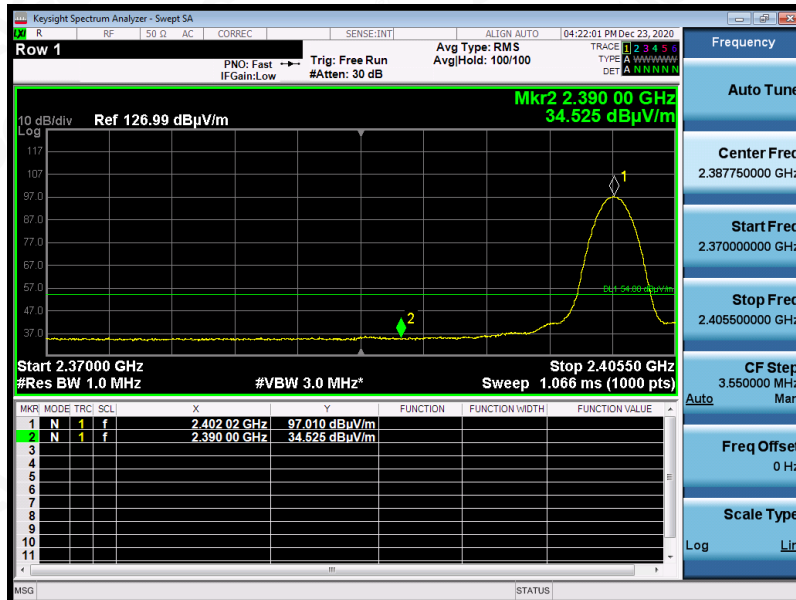 Keysight Spectrum Analyzer - Swept SA
LXI R RF 50 Ω AC CORREC SENSE:INT ALIGN AUTO 04:22:01 PM Dec 23, 2020
Row 1
PNO: Fast
IFGain:Low
Trig: Free Run
#Atten: 30 dB
Avg Type: RMS
Avg|Hold: 100/100
TRACE 1 2 3 4 5 6
TYPE A WWWWW
DET A N N N N N
Mkr2 2.390 00 GHz
34.525 dBµV/m
10 dB/div Ref 126.99 dBµV/m
Log
117
107
97.0
87.0
77.0
67.0
57.0
47.0
37.0
1
2
DL1 54.00 dBµV/m
Start 2.37000 GHz Stop 2.40550 GHz
#Res BW 1.0 MHz #VBW 3.0 MHz* Sweep 1.066 ms (1000 pts)
MKR MODE TRC SCL X Y FUNCTION FUNCTION WIDTH FUNCTION VALUE
1 N 1 f 2.402 02 GHz 97.010 dBµV/m
2 N 1 f 2.390 00 GHz 34.525 dBµV/m
3
4
5
6
7
8
9
10
11
MSG STATUS
Frequency
Auto Tune
Center Freq
2.387750000 GHz
Start Freq
2.370000000 GHz
Stop Freq
2.405500000 GHz
CF Step
3.550000 MHz
Auto Man
Freq Offset
0 Hz
Scale Type
Log Lin